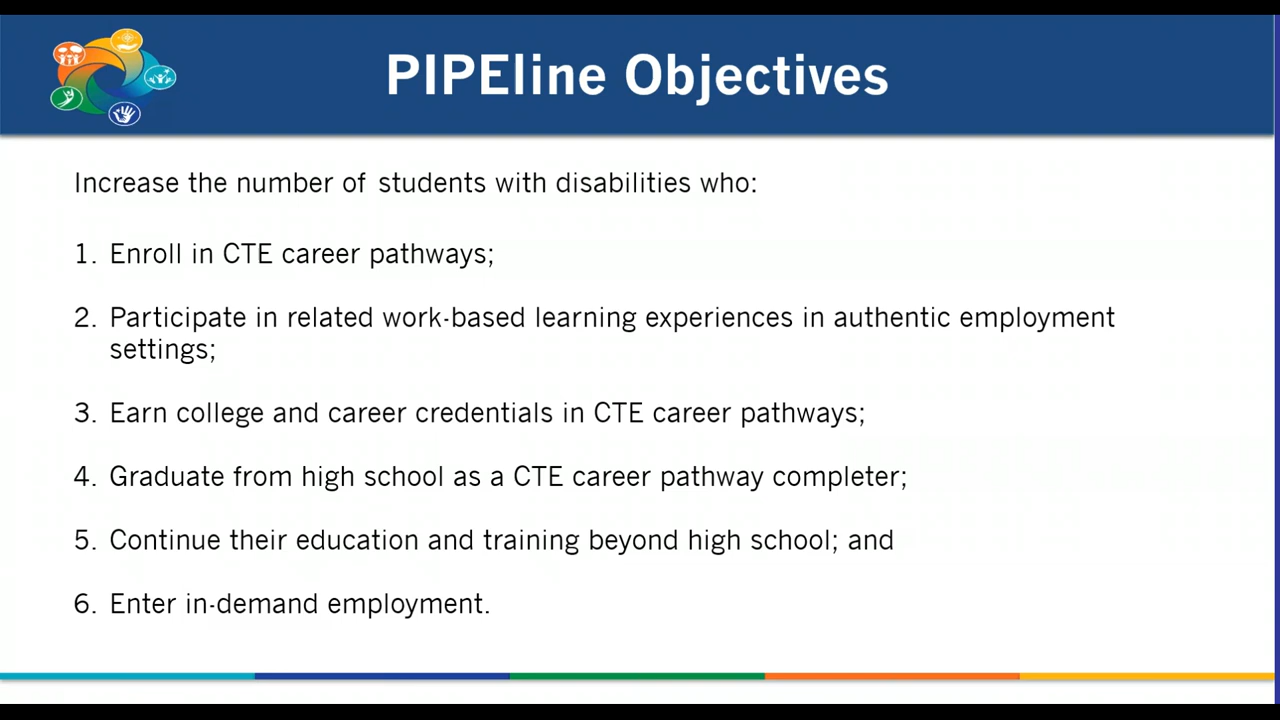 PIPEline Objectives
Increase the number of students with disabilities who:
1. Enroll in CTE career pathways;
2. Participate in related work-based learning experiences in authentic employment
settings;
3. Earn college and career credentials in CTE career pathways;
4. Graduate from high school as a CTE career pathway completer;
5. Continue their education and training beyond high school; and
6. Enter in-demand employment.